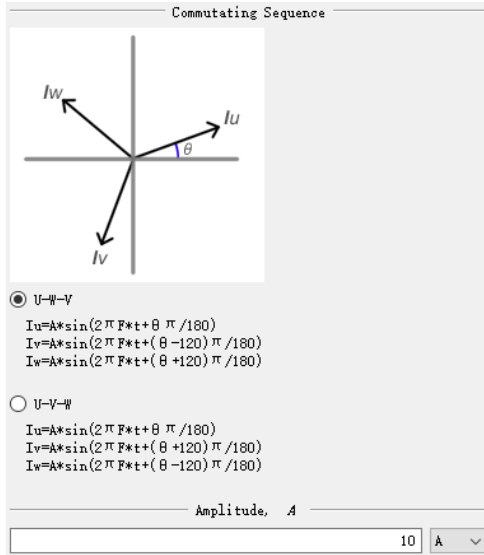 Commutating Sequence
Iw
Iu
θ
Iv
U-W-V
Iu=A*sin(2πF*t+θπ/180)
Iv=A*sin(2πF*t+(θ-120)π/180)
Iw=A*sin(2πF*t+(θ+120)π/180)
U-V-W
Iu=A*sin(2πF*t+θπ/180)
Iv=A*sin(2πF*t+(θ+120)π/180)
Iw=A*sin(2πF*t+(θ-120)π/180)
Amplitude, A
10 A